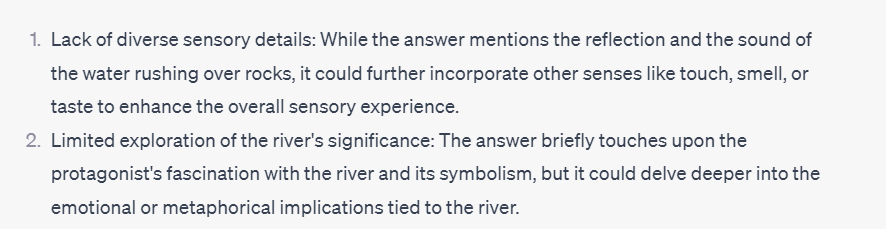 1. Lack of diverse sensory details: While the answer mentions the reflection and the sound of
the water rushing over rocks, it could further incorporate other senses like touch, smell, or
taste to enhance the overall sensory experience.
2. Limited exploration of the river's significance: The answer briefly touches upon the
protagonist's fascination with the river and its symbolism, but it could delve deeper into the
emotional or metaphorical implications tied to the river.